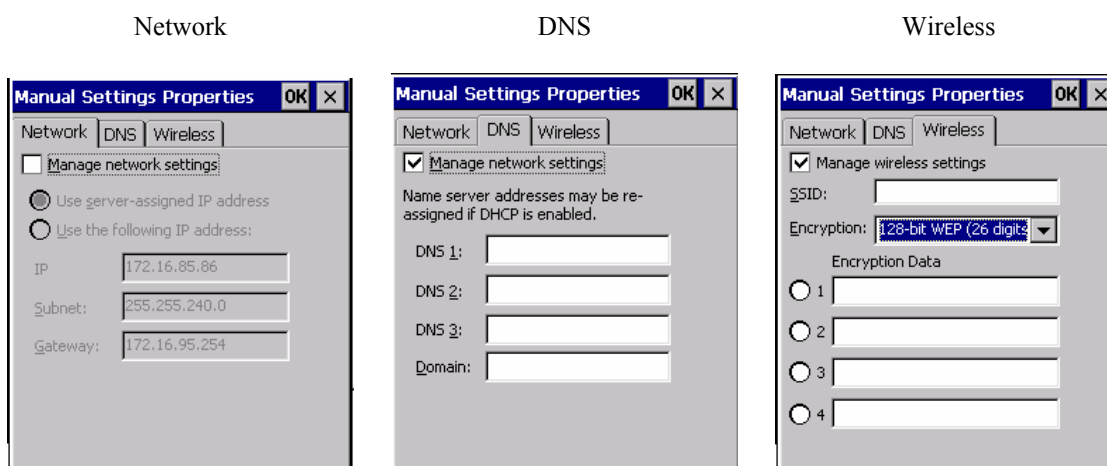 Network
DNS
Wireless
Manual Settings Properties OK ×
Network DNS Wireless
Manage network settings
Use server-assigned IP address
Use the following IP address:
IP 172.16.85.86
Subnet: 255.255.240.0
Gateway: 172.16.95.254
Manual Settings Properties OK ×
Network DNS Wireless
Manage network settings
Name server addresses may be re-
assigned if DHCP is enabled.
DNS 1:
DNS 2:
DNS 3:
Domain:
Manual Settings Properties OK ×
Network DNS Wireless
Manage wireless settings
SSID:
Encryption: 128-bit WEP (26 digits
Encryption Data
1
2
3
4